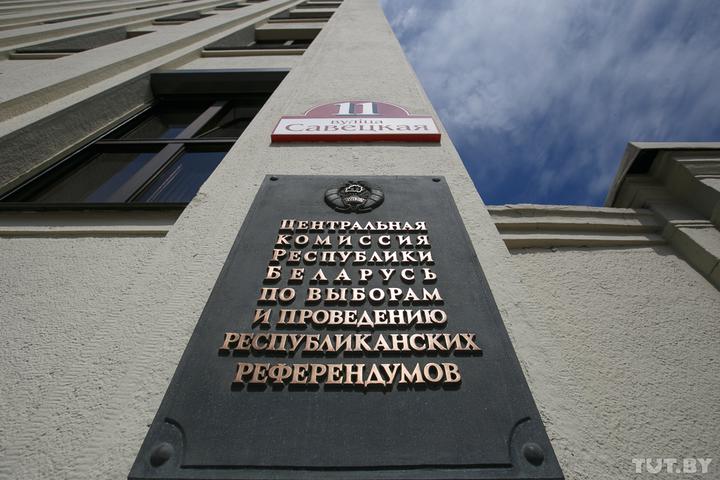 11
вуліца
Савецкая
Центральная
комиссия
Республики
Беларусь
по выборам
и проведению
республиканских
референдумов
TUT.BY